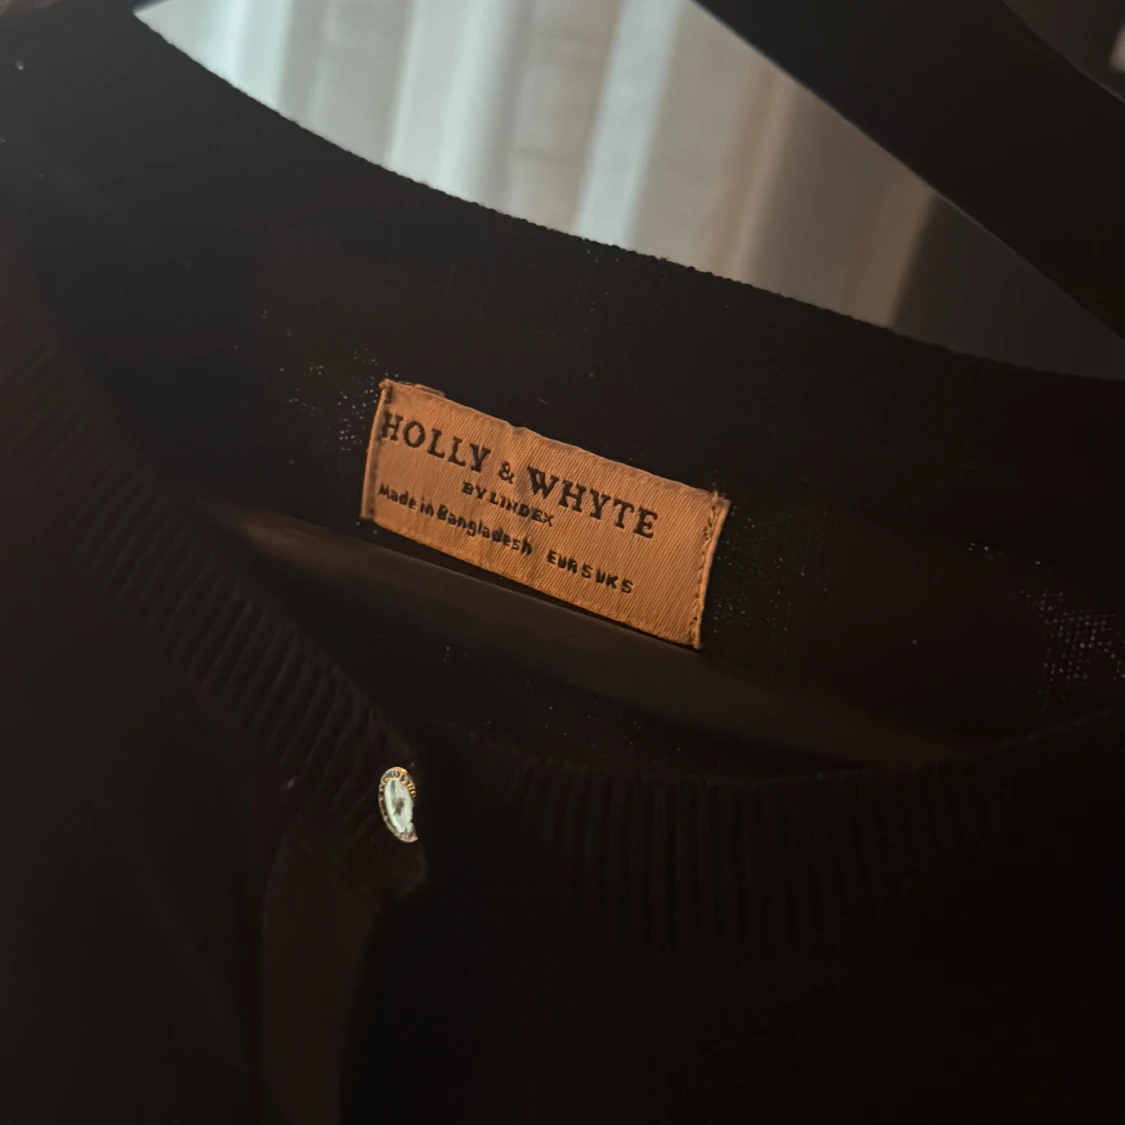 HOLLY & WHYTE
BY LINDEX
Made in Bangladesh EUR S UK S